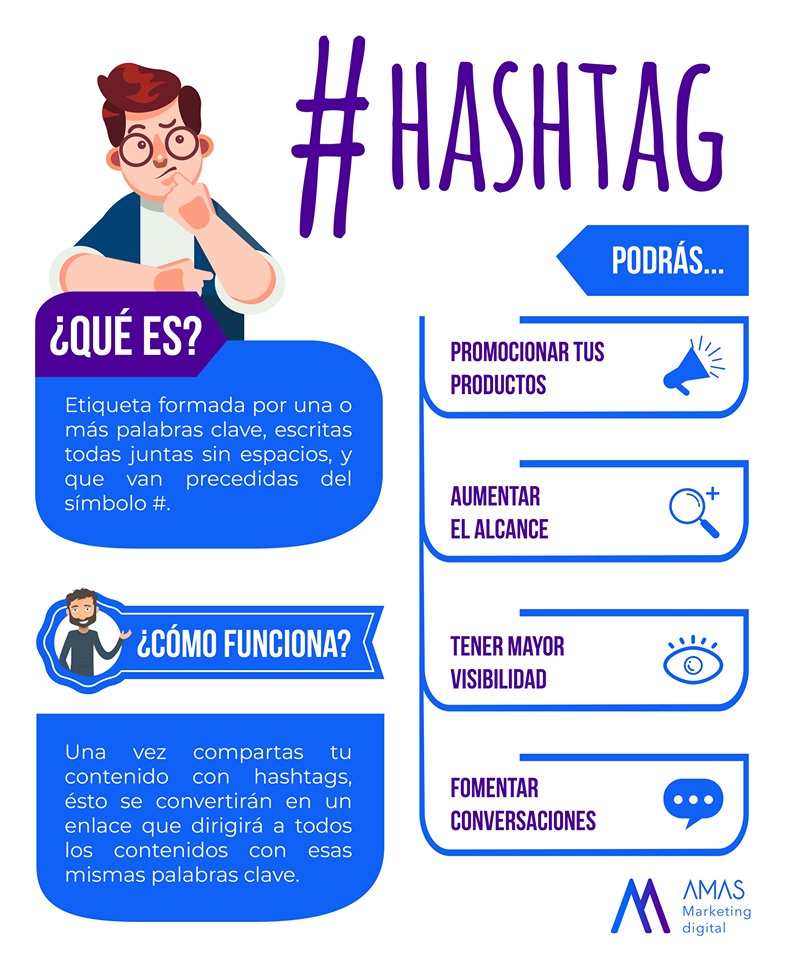 #HASHTAG
¿QUÉ ES?
Etiqueta formada por una o
más palabras clave, escritas
todas juntas sin espacios, y
que van precedidas del
símbolo #.
¿CÓMO FUNCIONA?
Una vez compartas tu
contenido con hashtags,
ésto se convertirán en un
enlace que dirigirá a todos
los contenidos con esas
mismas palabras clave.
PODRÁS...
PROMOCIONAR TUS
PRODUCTOS
AUMENTAR
EL ALCANCE
TENER MAYOR
VISIBILIDAD
FOMENTAR
CONVERSACIONES
AMAS
Marketing
digital